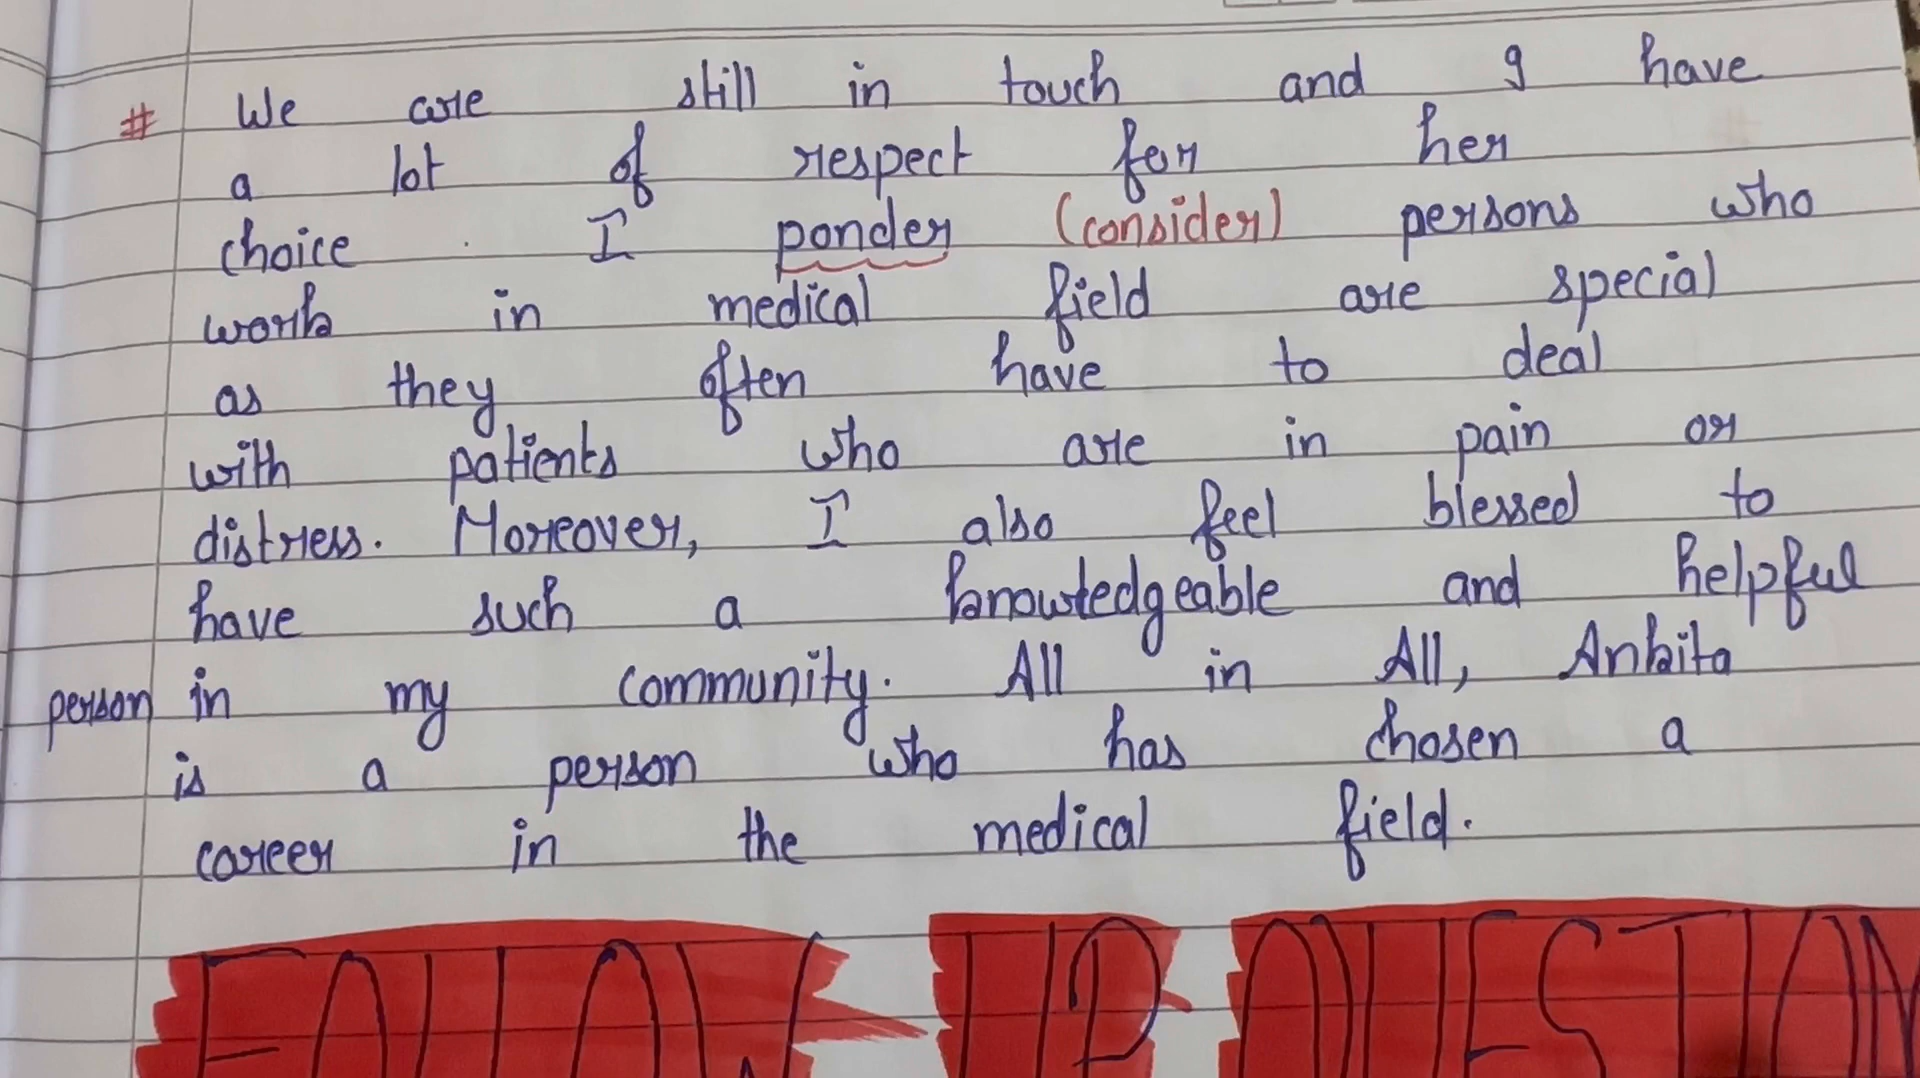 # We are still in touch and I have
a lot of respect for her
choice . I ponder (consider) persons who
work in medical field are special
as they often have to deal
with patients who are in pain or
distress. Moreover, I also feel blessed to
have such a knowledgeable and helpful
person in my community. All in All, Ankita
is a person who has chosen a
career in the medical field.
FOLLOW UP QUESTION